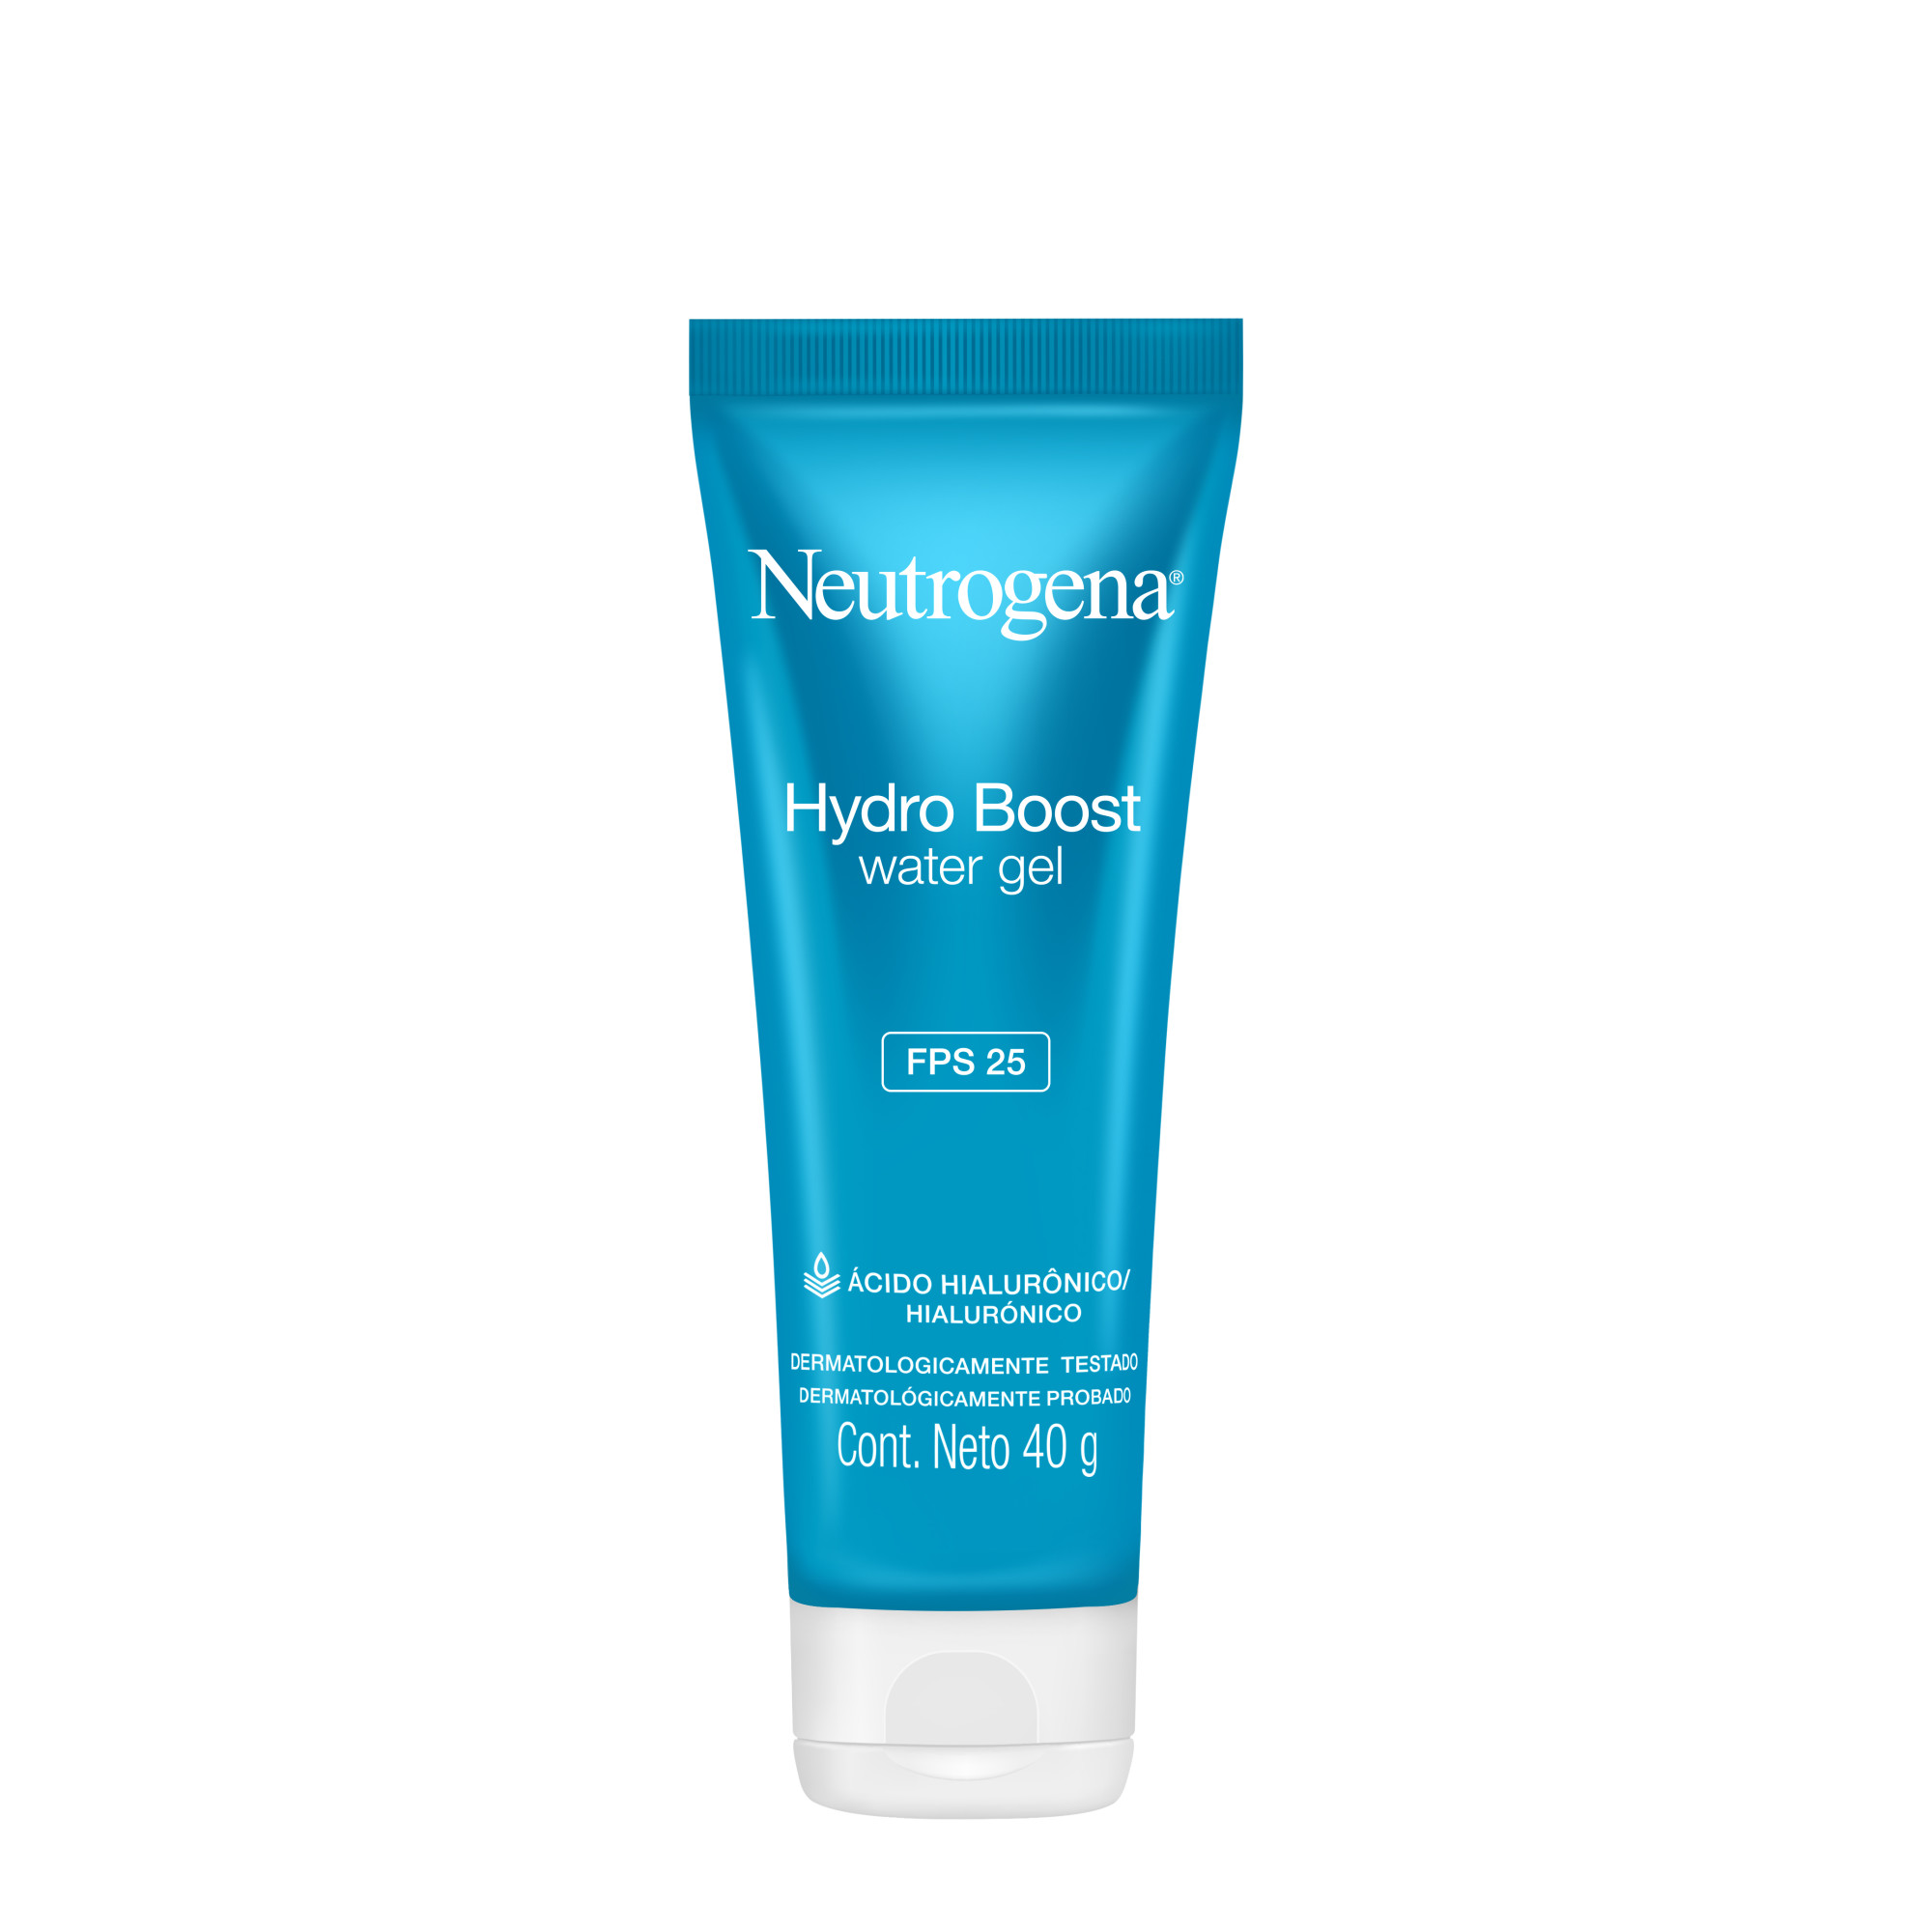 Neutrogena®
Hydro Boost
water gel
FPS 25
ÁCIDO HIALURÔNICO/
HIALURÓNICO
DERMATOLOGICAMENTE TESTADO
DERMATOLÓGICAMENTE PROBADO
Cont. Neto 40 g